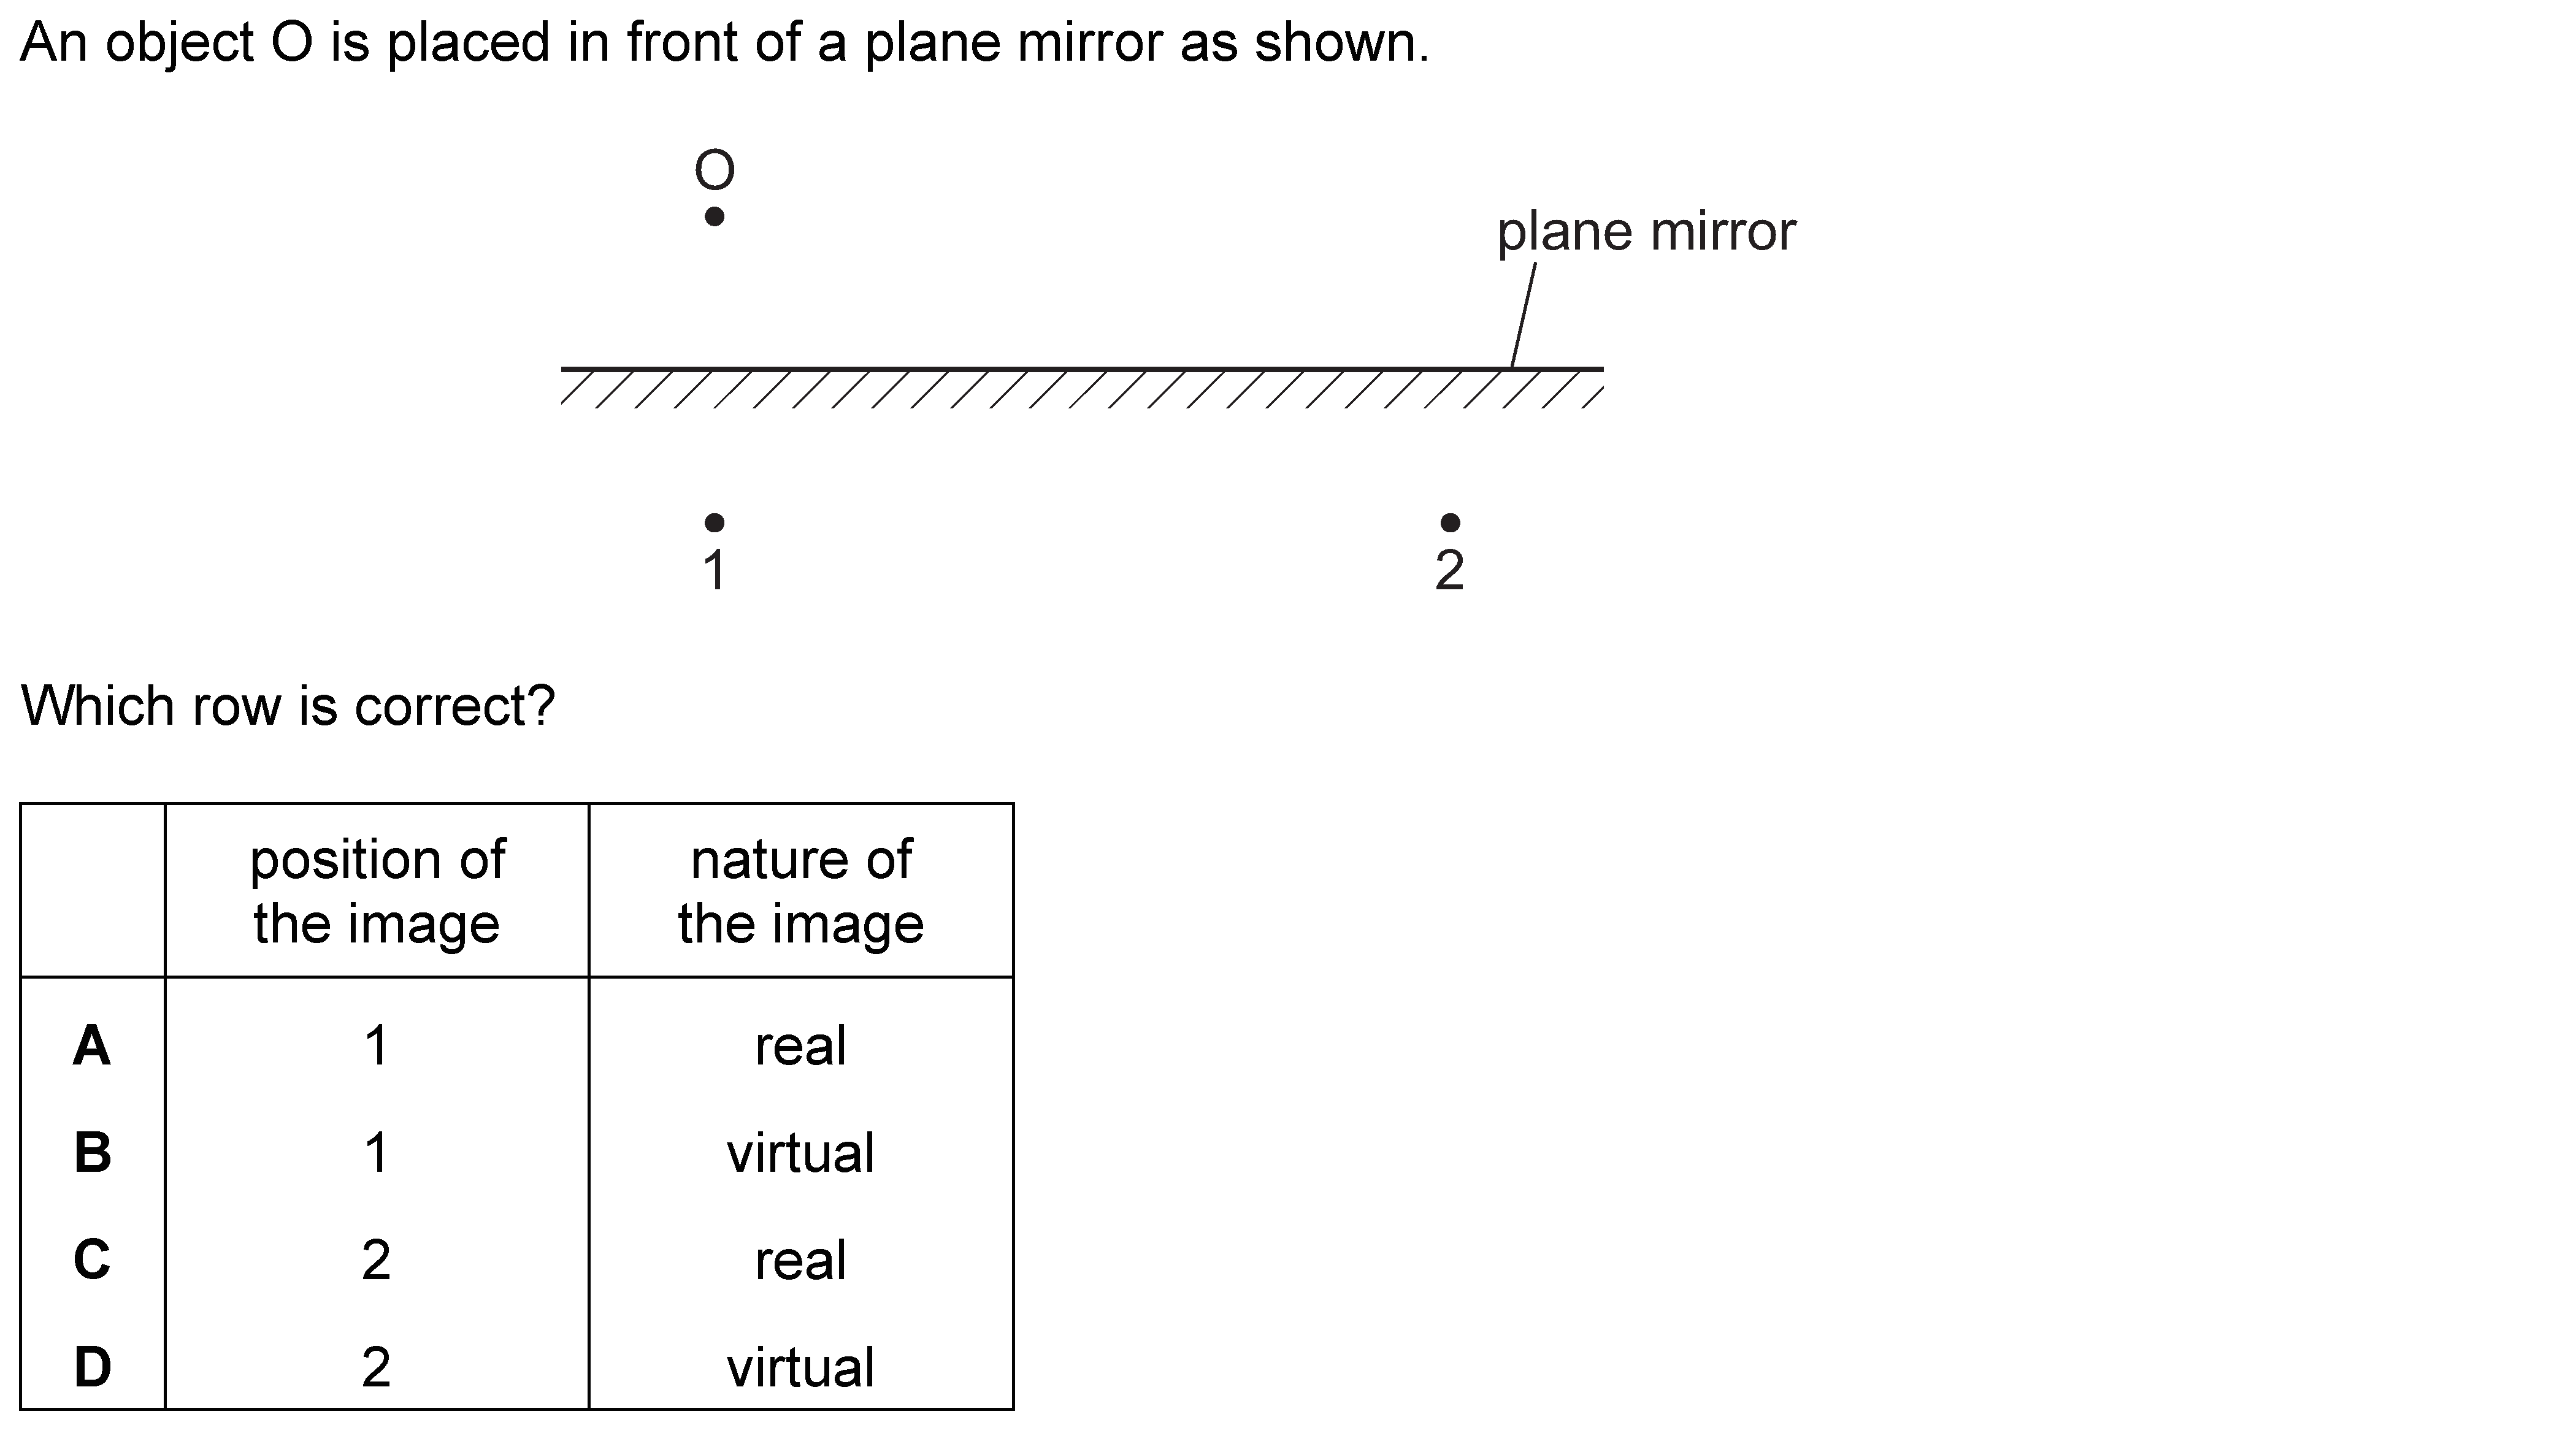 An object O is placed in front of a plane mirror as shown.
O
plane mirror
1
2
Which row is correct?
position of the image
nature of the image
A 1 real
B 1 virtual
C 2 real
D 2 virtual